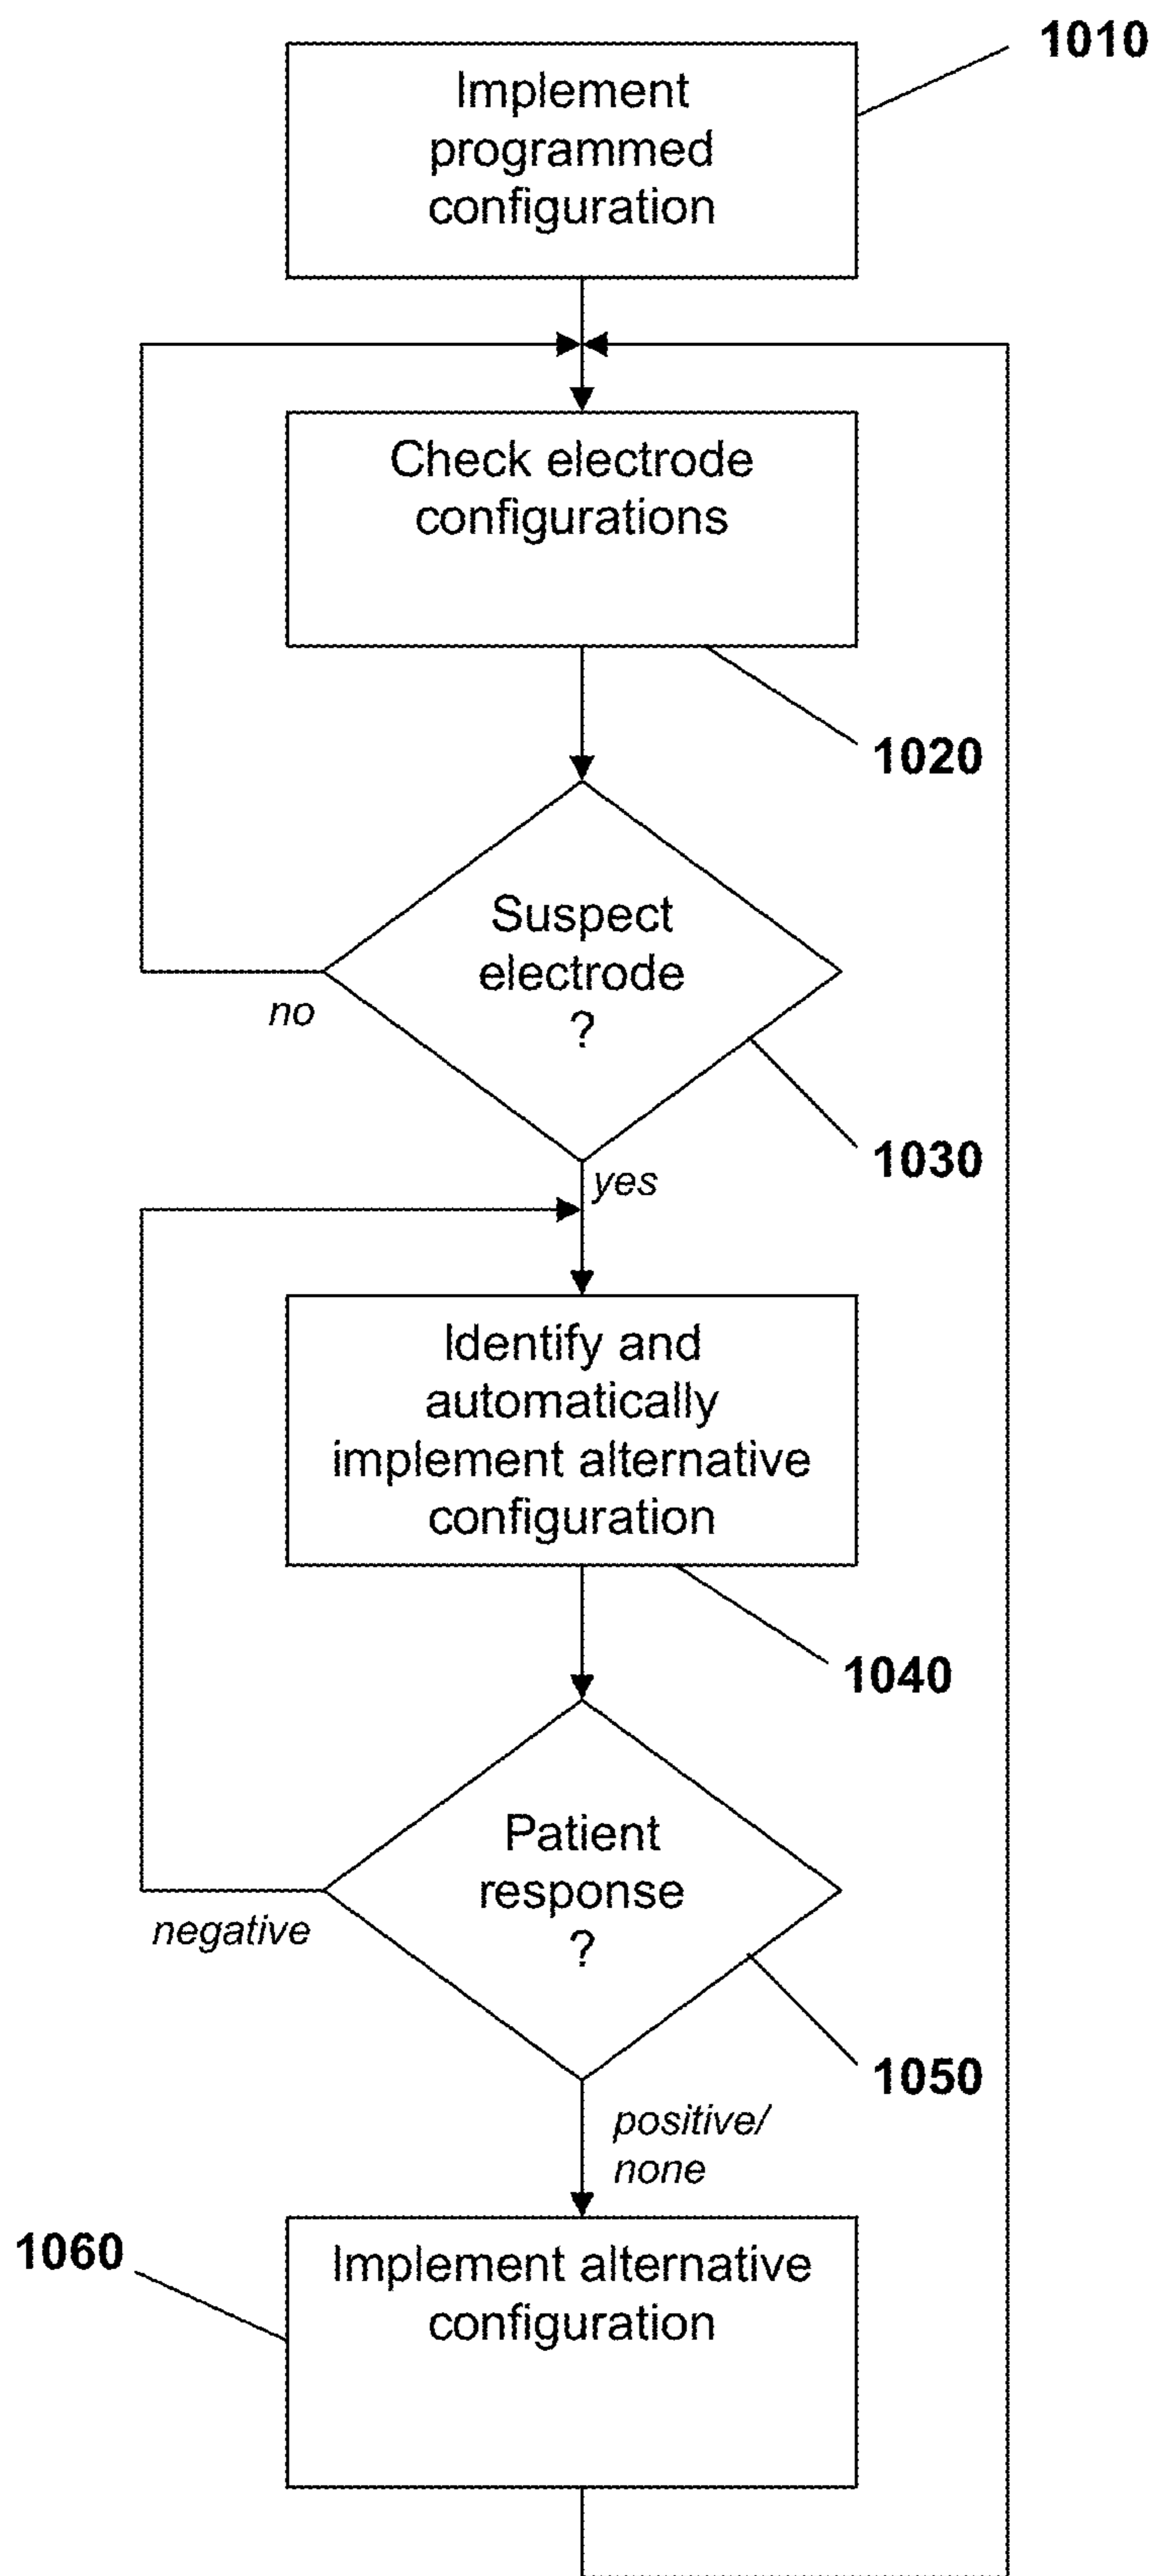 1010
Implement
programmed
configuration
Check electrode
configurations
1020
Suspect
electrode
?
no
1030
yes
Identify and
automatically
implement alternative
configuration
1040
Patient
response
?
negative
1050
positive/
none
1060
Implement alternative
configuration